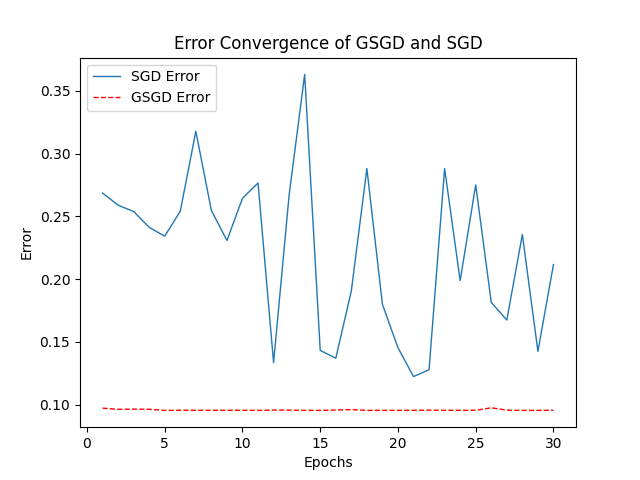 Error Convergence of GSGD and SGD
SGD Error
GSGD Error
0.35
0.30
0.25
0.20
0.15
0.10
Error
0 5 10 15 20 25 30
Epochs